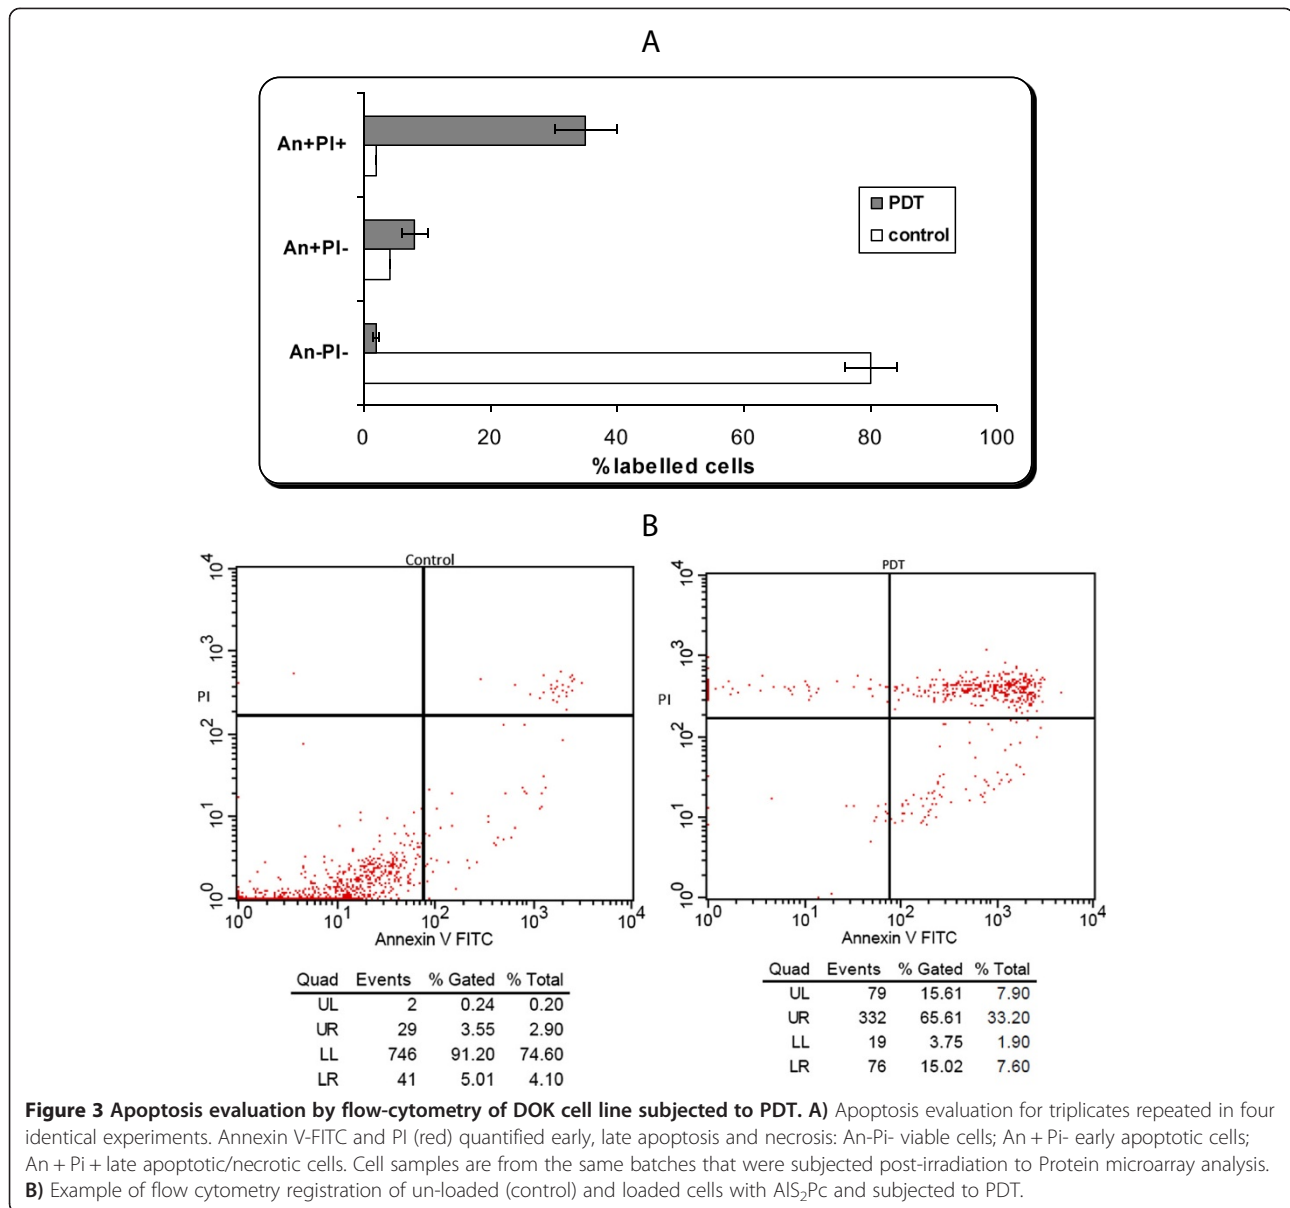 A
An+PI+
An+PI-
An-PI-
PDT
control
0 20 40 60 80 100
% labelled cells
B
Control
10^4
10^3
PI
10^2
10^1
10^0
10^0 10^1 10^2 10^3 10^4
Annexin V FITC
Quad Events % Gated % Total
UL 2 0.24 0.20
UR 29 3.55 2.90
LL 746 91.20 74.60
LR 41 5.01 4.10
PDT
10^4
10^3
PI
10^2
10^1
10^0
10^0 10^1 10^2 10^3 10^4
Annexin V FITC
Quad Events % Gated % Total
UL 79 15.61 7.90
UR 332 65.61 33.20
LL 19 3.75 1.90
LR 76 15.02 7.60
Figure 3 Apoptosis evaluation by flow-cytometry of DOK cell line subjected to PDT. A) Apoptosis evaluation for triplicates repeated in four
identical experiments. Annexin V-FITC and PI (red) quantified early, late apoptosis and necrosis: An-Pi- viable cells; An + Pi- early apoptotic cells;
An + Pi + late apoptotic/necrotic cells. Cell samples are from the same batches that were subjected post-irradiation to Protein microarray analysis.
B) Example of flow cytometry registration of un-loaded (control) and loaded cells with AlS₂Pc and subjected to PDT.